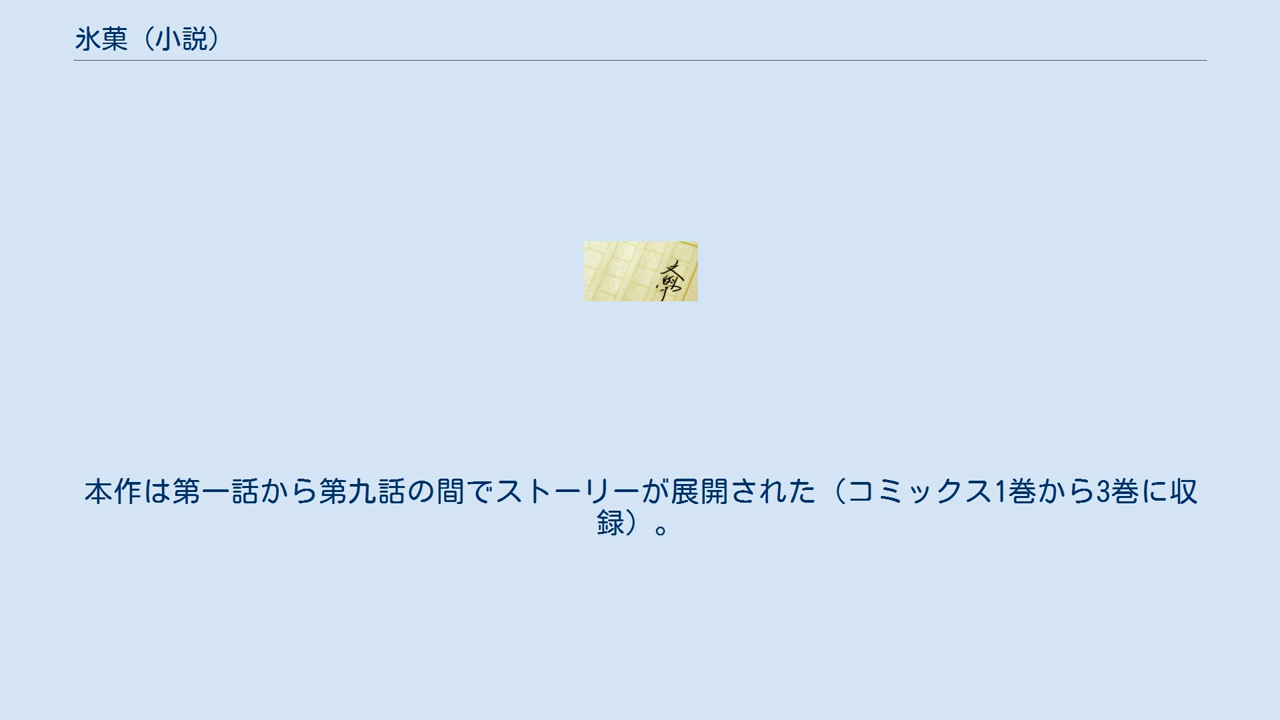 氷菓（小説）
本作は第一話から第九話の間でストーリーが展開された（コミックス1巻から3巻に収
録）。